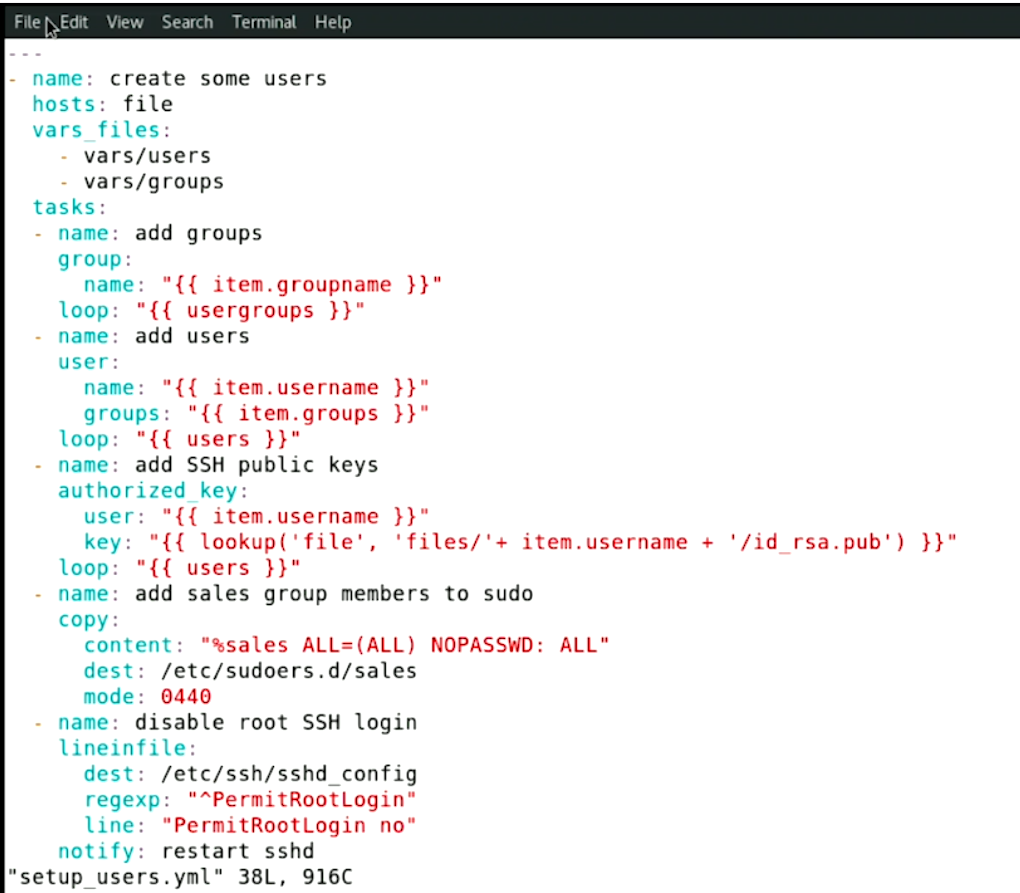 File Edit View Search Terminal Help
---
- name: create some users
  hosts: file
  vars_files:
    - vars/users
    - vars/groups
  tasks:
  - name: add groups
    group:
      name: "{{ item.groupname }}"
    loop: "{{ usergroups }}"
  - name: add users
    user:
      name: "{{ item.username }}"
      groups: "{{ item.groups }}"
    loop: "{{ users }}"
  - name: add SSH public keys
    authorized_key:
      user: "{{ item.username }}"
      key: "{{ lookup('file', 'files/'+ item.username + '/id_rsa.pub') }}"
    loop: "{{ users }}"
  - name: add sales group members to sudo
    copy:
      content: "%sales ALL=(ALL) NOPASSWD: ALL"
      dest: /etc/sudoers.d/sales
      mode: 0440
  - name: disable root SSH login
    lineinfile:
      dest: /etc/ssh/sshd_config
      regexp: "^PermitRootLogin"
      line: "PermitRootLogin no"
    notify: restart sshd
"setup_users.yml" 38L, 916C